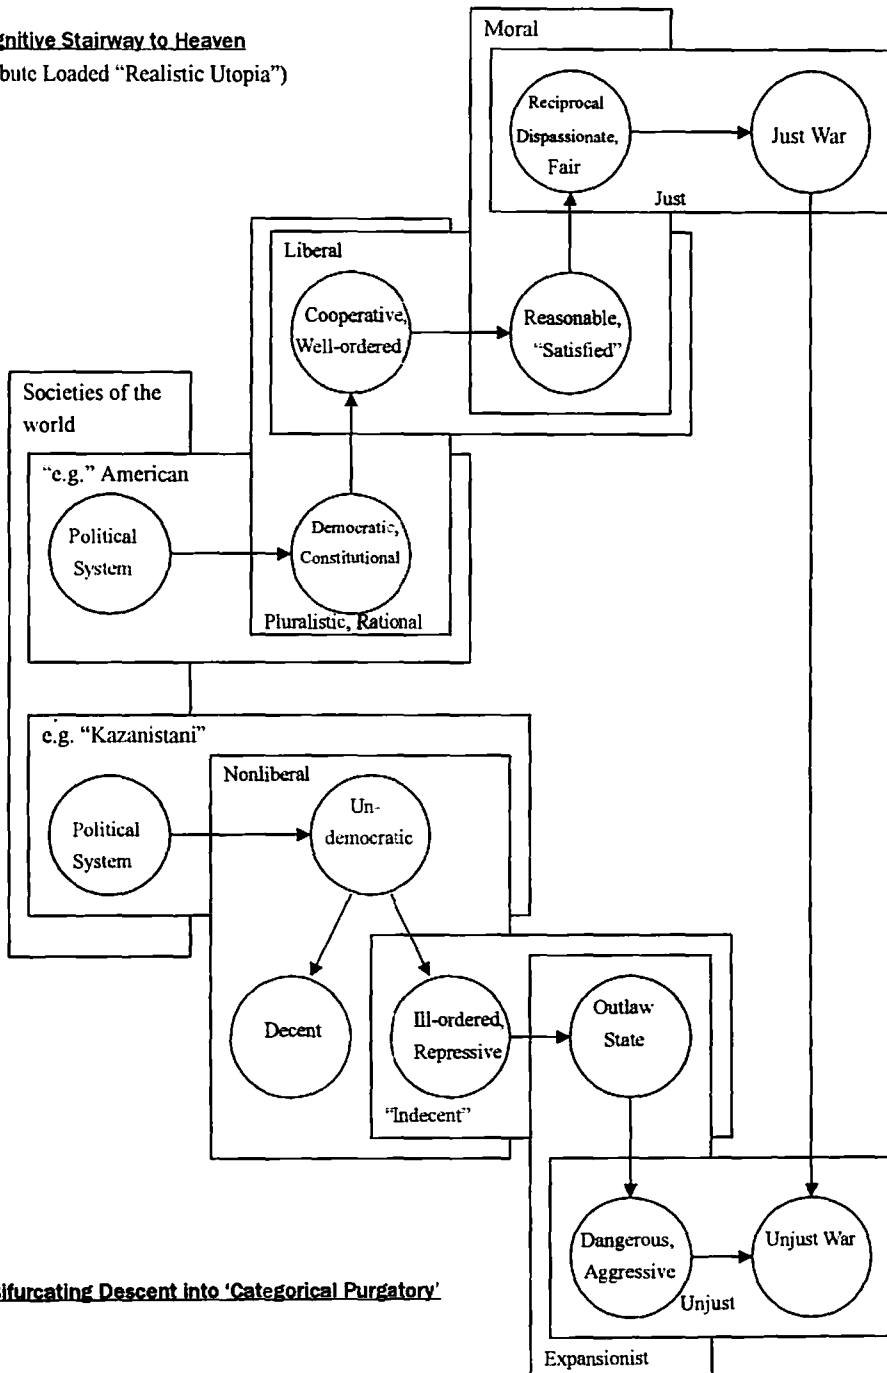 gnitive Stairway to Heaven
bute Loaded "Realistic Utopia")
Moral
Reciprocal
Dispassionate,
Fair
Just War
Just
Liberal
Cooperative,
Well-ordered
Reasonable,
"Satisfied"
Societies of the
world
"e.g." American
Political
System
Democratic,
Constitutional
Pluralistic, Rational
e.g. "Kazanistani"
Political
System
Nonliberal
Un-
democratic
Decent
Ill-ordered,
Repressive
"Indecent"
Outlaw
State
Dangerous,
Aggressive
Unjust War
Unjust
ifurcating Descent into 'Categorical Purgatory'
Expansionist